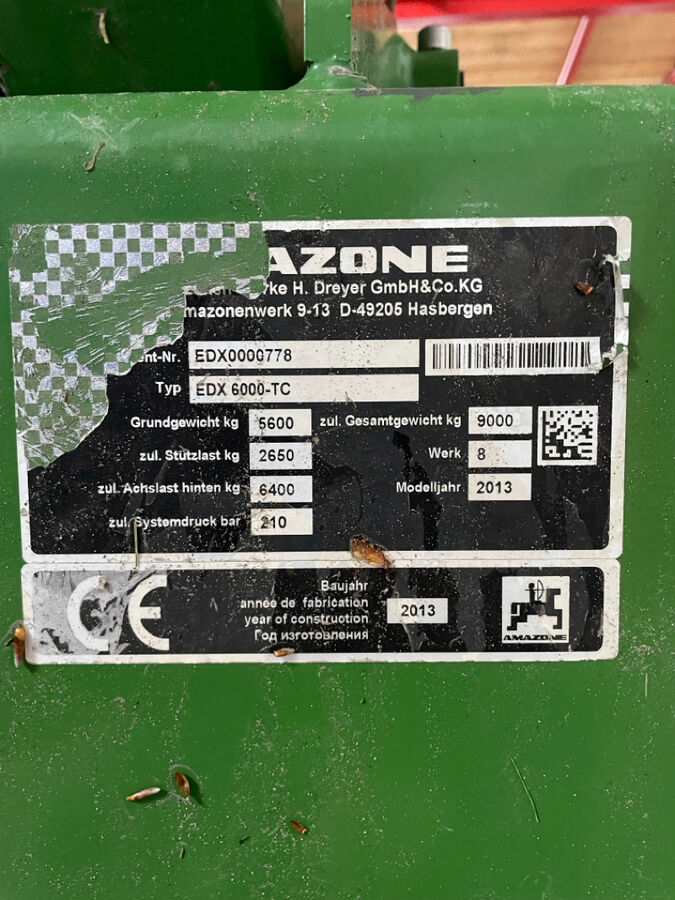 AZONE
rke H. Dreyer GmbH&Co.KG
mazonenwerk 9-13 D-49205 Hasbergen
nt-Nr. EDX0000778
Typ EDX 6000-TC
Grundgewicht kg 5600 zul. Gesamtgewicht kg 9000
zul. Stützlast kg 2650 Werk 8
zul. Achslast hinten kg 6400 Modelljahr 2013
zul. Systemdruck bar 210
CE
Baujahr
année de fabrication
year of construction 2013
Год изготовления
AMAZONE